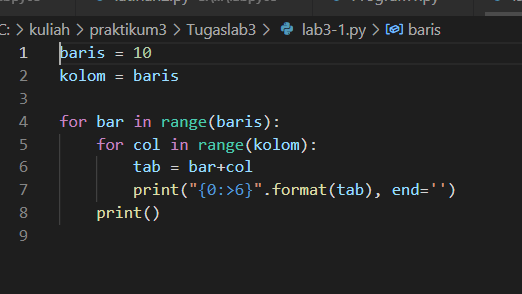 C: > kuliah > praktikum3 > Tugaslab3 > lab3-1.py > baris
1 baris = 10
2 kolom = baris
3
4 for bar in range(baris):
5     for col in range(kolom):
6         tab = bar+col
7         print("{0:>6}".format(tab), end='')
8     print()
9